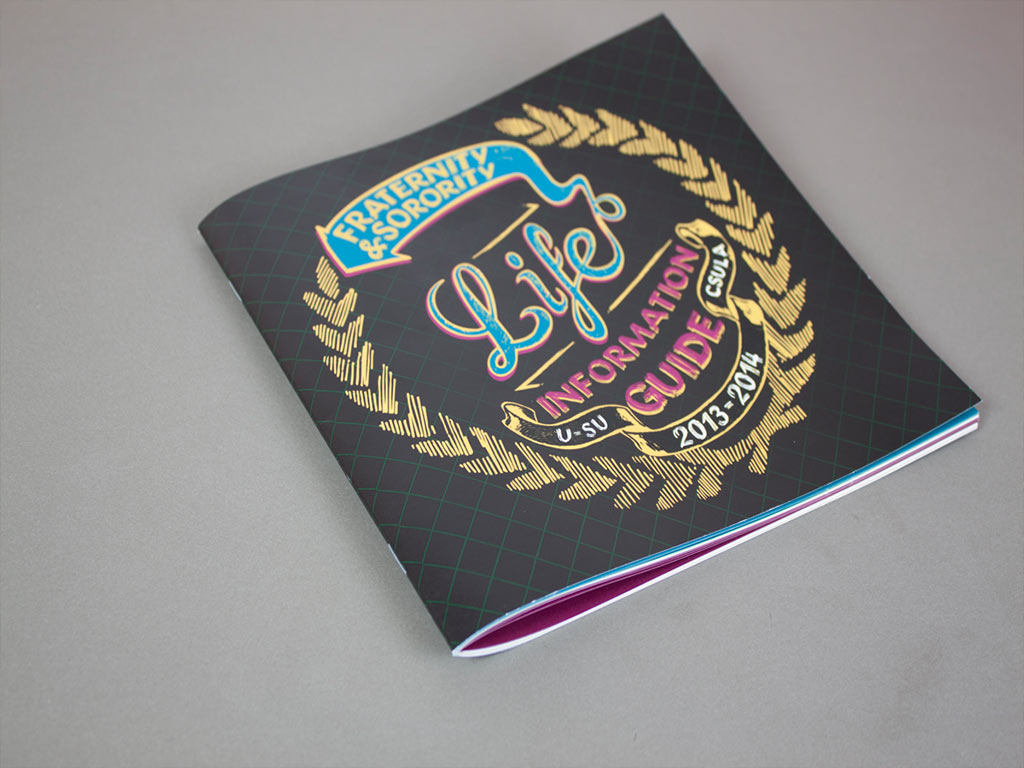 FRATERNITY
& SORORITY
Life
INFORMATION
GUIDE
U-SU
2013-2014
CSULA